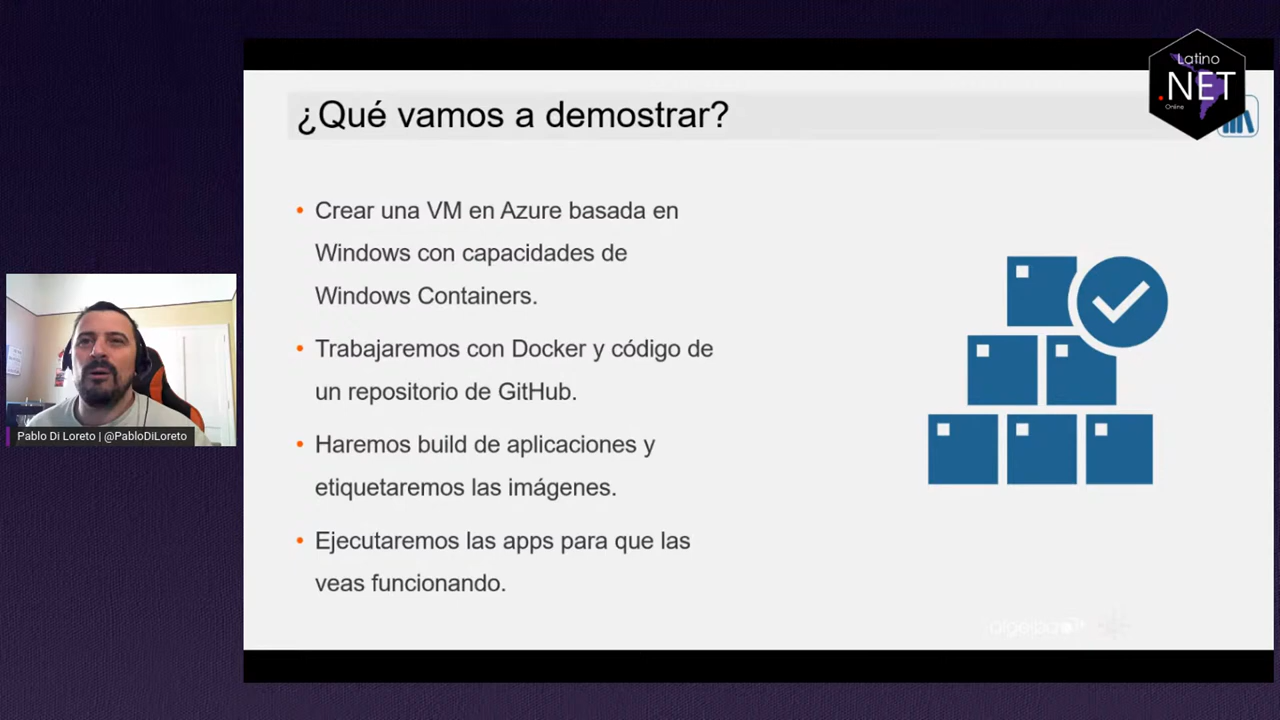 Latino
.NET
Online
¿Qué vamos a demostrar?
• Crear una VM en Azure basada en
Windows con capacidades de
Windows Containers.
• Trabajaremos con Docker y código de
un repositorio de GitHub.
• Haremos build de aplicaciones y
etiquetaremos las imágenes.
• Ejecutaremos las apps para que las
veas funcionando.
Pablo Di Loreto | @PabloDiLoreto